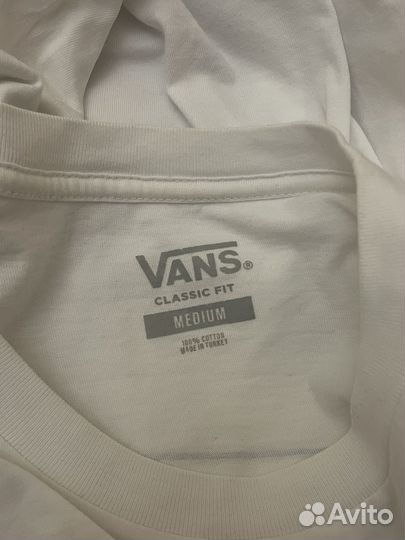 VANS®
CLASSIC FIT
MEDIUM
100% COTTON
MADE IN TURKEY
Avito